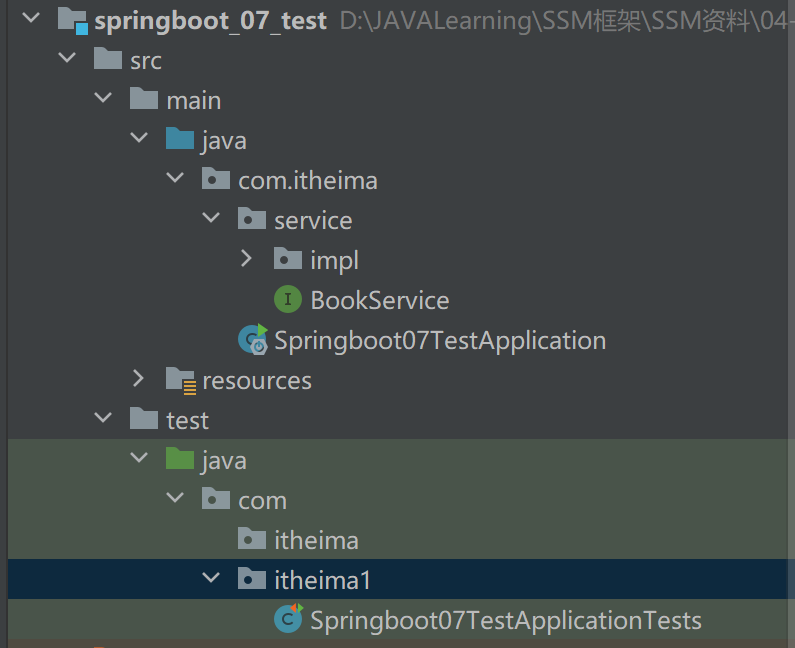 springboot_07_test D:\JAVALearning\SSM框架\SSM资料\04-
src
main
java
com.itheima
service
impl
I BookService
C Springboot07TestApplication
resources
test
java
com
itheima
itheima1
C Springboot07TestApplicationTests